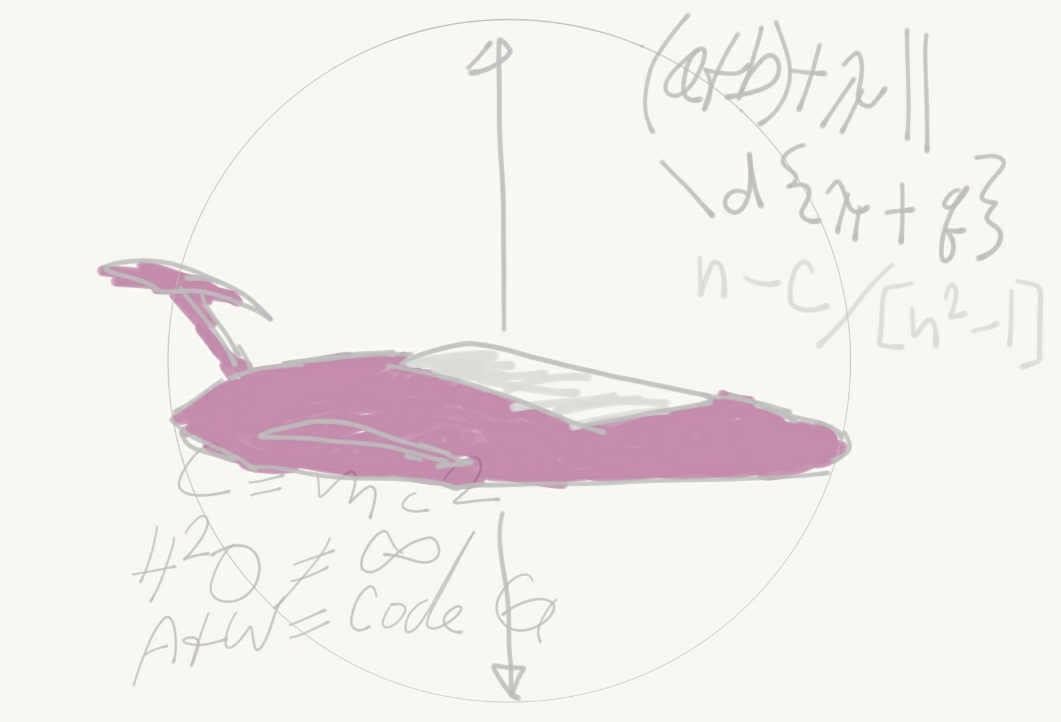 (a+b)+λ ||
\d{λ + q}
n-C/[n²-1]
C = mc2
H²O ≠ ∞
A+W = Code / Q